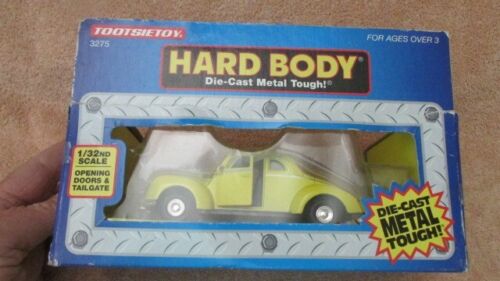 TOOTSIETOY®
3275
FOR AGES OVER 3
HARD BODY®
Die-Cast Metal Tough!®
1/32ND
SCALE
OPENING
DOORS &
TAILGATE
DIE-CAST
METAL
TOUGH!